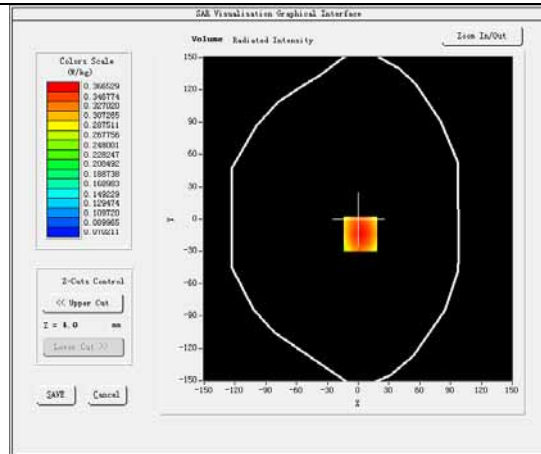 SAR Visualisation Graphical Interface
Volume Radiated Intensity
Zoom In/Out
Colors Scale
(W/kg)
0.366529
0.346774
0.327020
0.307265
0.287511
0.267756
0.248001
0.228247
0.208492
0.188738
0.168983
0.149229
0.129474
0.109720
0.089965
0.070211
Z-Cuts Control
<< Upper Cut
Z = 4.0 mm
Lower Cut >>
SAVE Cancel
150
120
90
60
30
0
-30
-60
-90
-120
-150
Y
-150 -120 -90 -60 -30 0 30 60 90 120 150
X